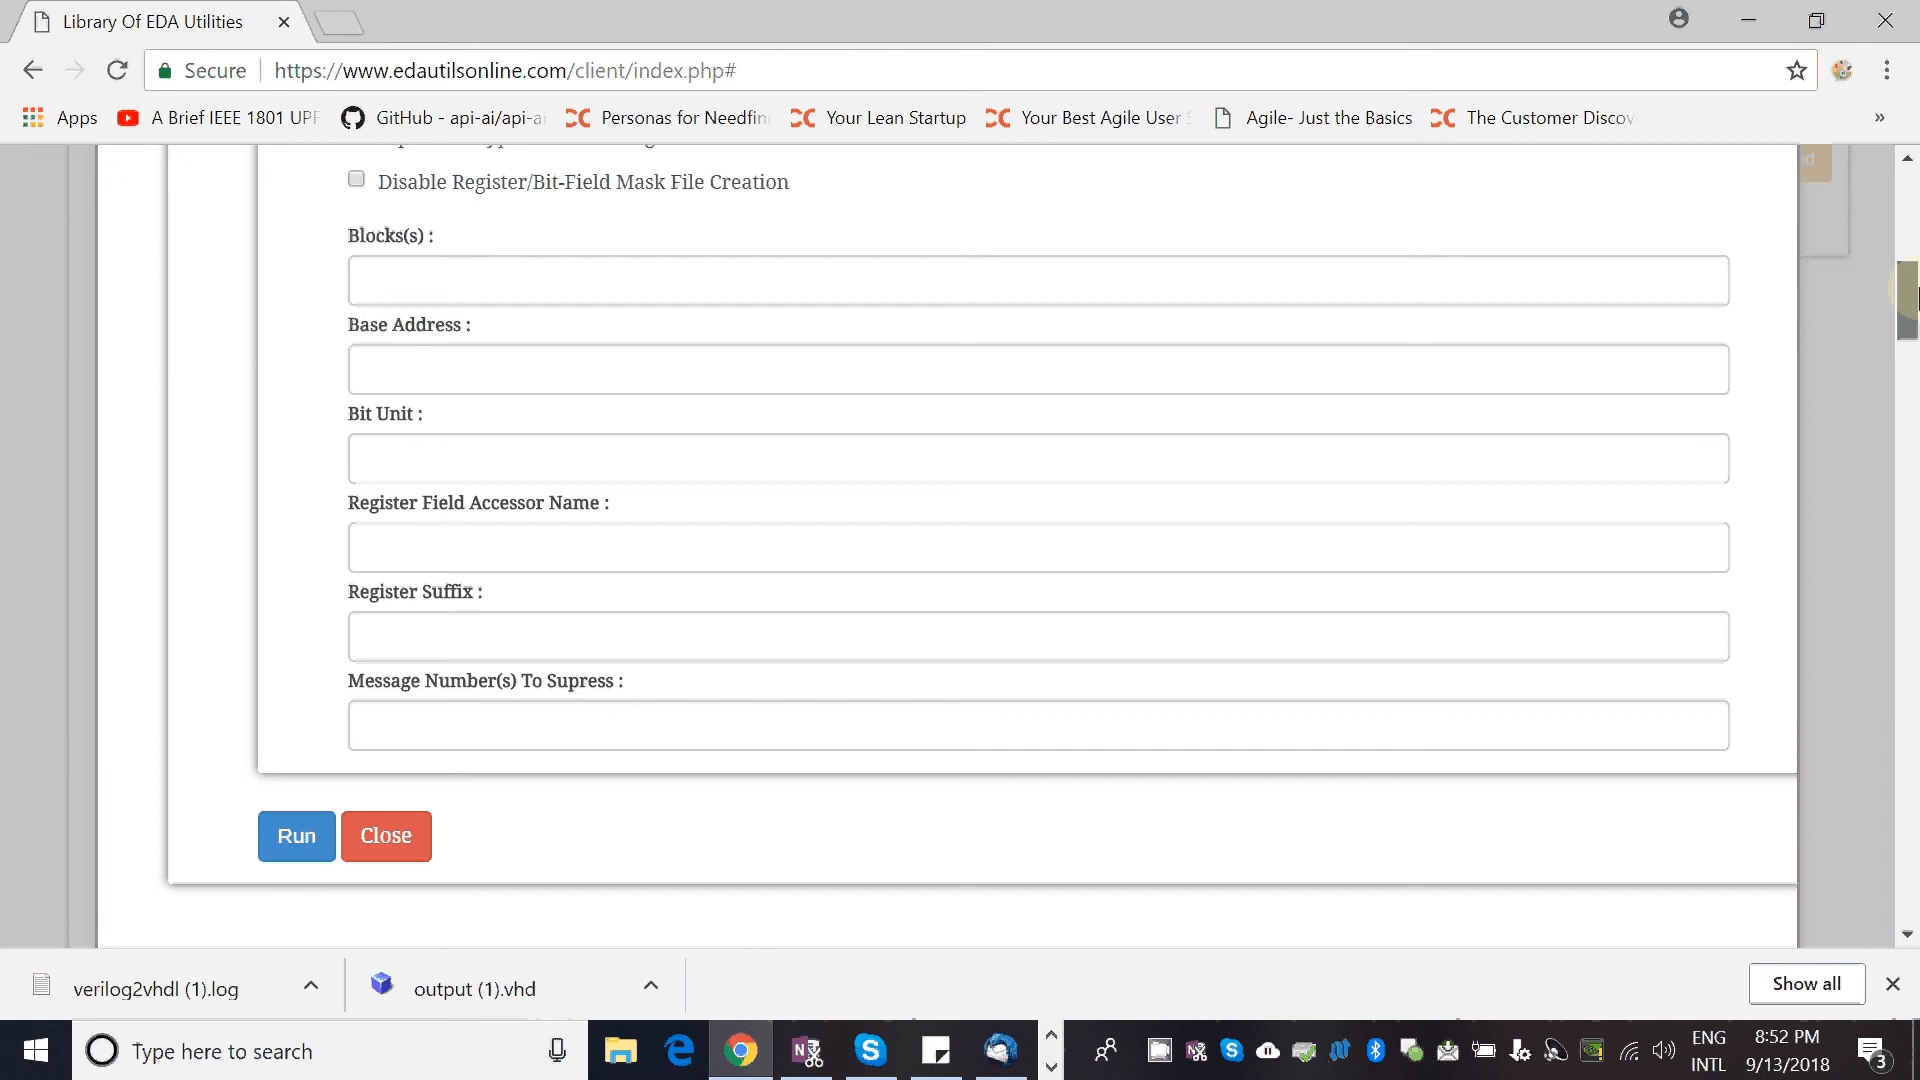 Library Of EDA Utilities
Secure https://www.edautilsonline.com/client/index.php#
Apps A Brief IEEE 1801 UPF GitHub - api-ai/api-ai Personas for Needfin Your Lean Startup Your Best Agile User S Agile- Just the Basics The Customer Discov »
Disable Register/Bit-Field Mask File Creation
Blocks(s) :
Base Address :
Bit Unit :
Register Field Accessor Name :
Register Suffix :
Message Number(s) To Supress :
Run Close
verilog2vhdl (1).log output (1).vhd Show all
Type here to search
ENG 8:52 PM
INTL 9/13/2018 3